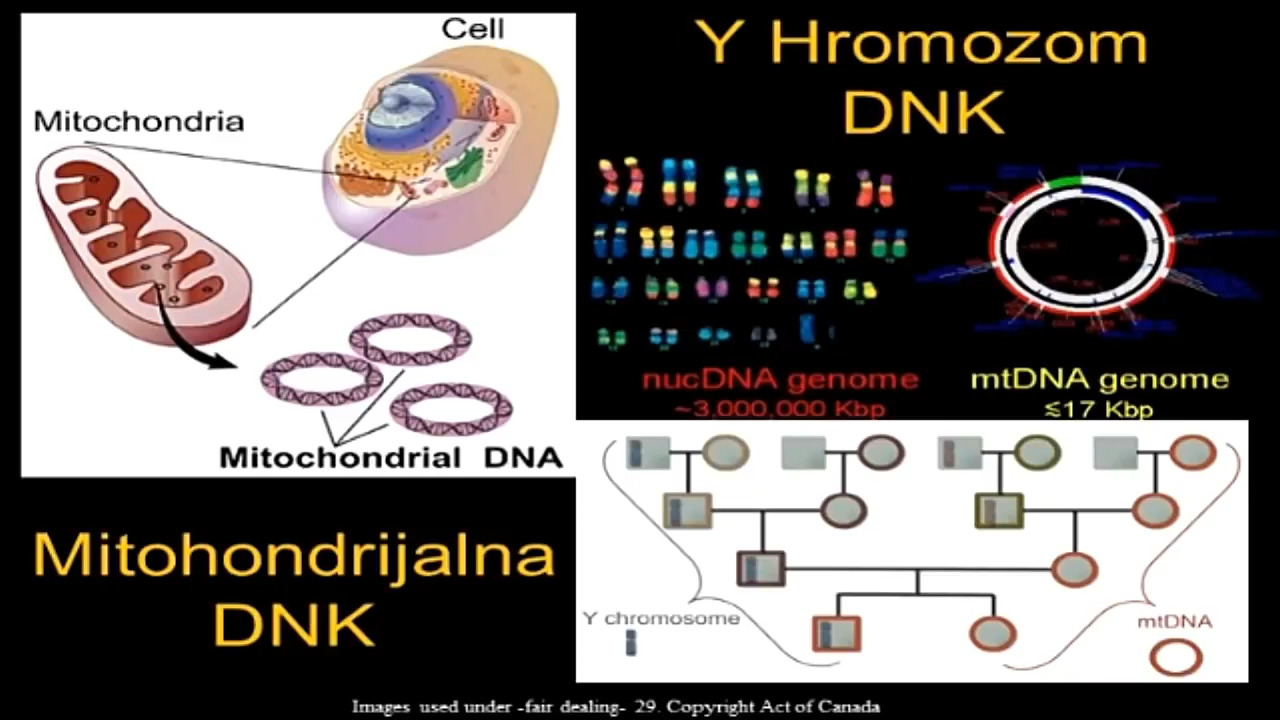 Cell
Mitochondria
Mitochondrial DNA
Y Hromozom
DNK
nucDNA genome
~3,000,000 Kbp
mtDNA genome
≤17 Kbp
Mitohondrijalna
DNK
Y chromosome
mtDNA
Images used under -fair dealing- 29. Copyright Act of Canada